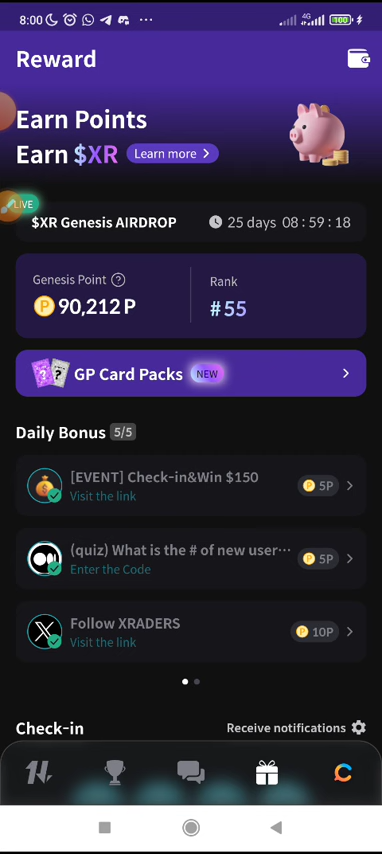 8:00
4G
100
Reward
Earn Points
Earn $XR Learn more >
LIVE
$XR Genesis AIRDROP 25 days 08 : 59 : 18
Genesis Point ?
Rank
P 90,212 P
# 55
? ? GP Card Packs NEW
Daily Bonus 5/5
[EVENT] Check-in&Win $150
Visit the link
P 5P
(quiz) What is the # of new user···
Enter the Code
P 5P
Follow XRADERS
Visit the link
P 10P
Check-in Receive notifications